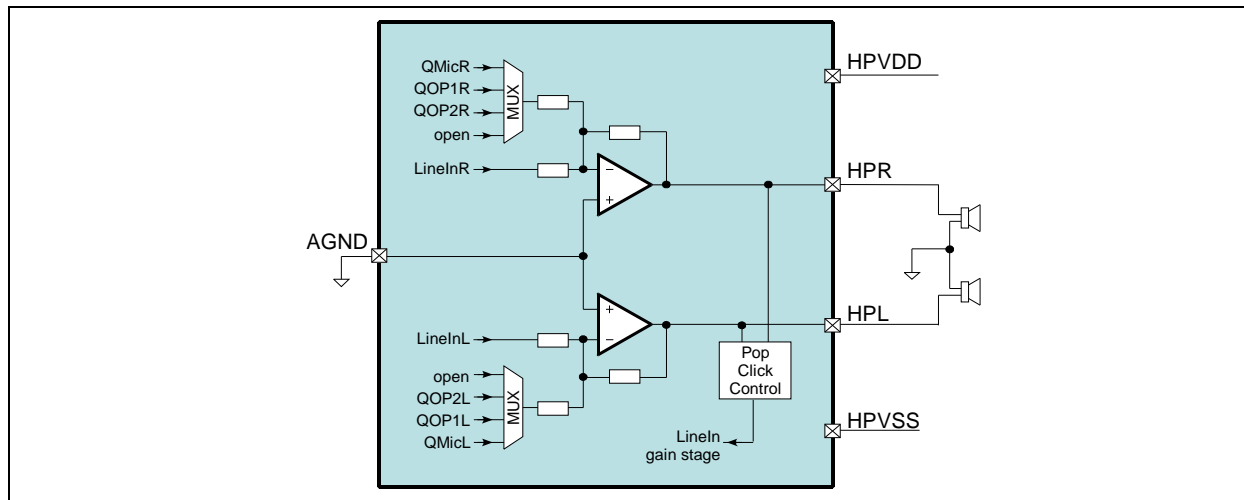 HPVDD
QMicR
QOP1R
QOP2R
open
MUX
LineInR
−
+
HPR
AGND
+
−
HPL
LineInL
open
QOP2L
QOP1L
QMicL
MUX
Pop
Click
Control
LineIn
gain stage
HPVSS